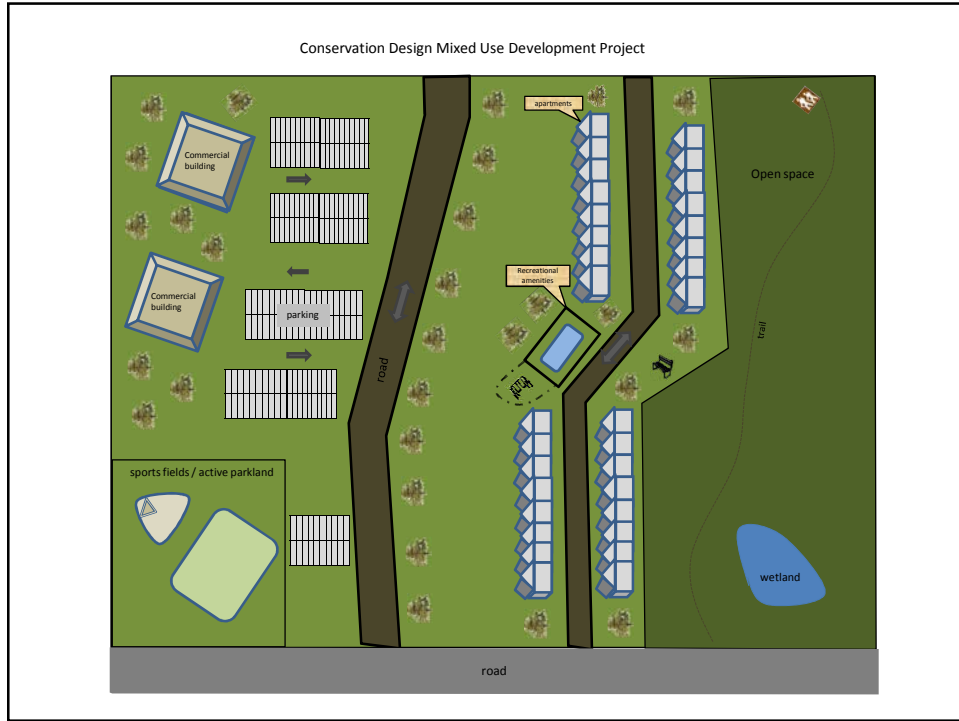 Conservation Design Mixed Use Development Project
apartments
Commercial
building
Open space
Recreational
amenities
Commercial
building
parking
trail
road
sports fields / active parkland
wetland
road